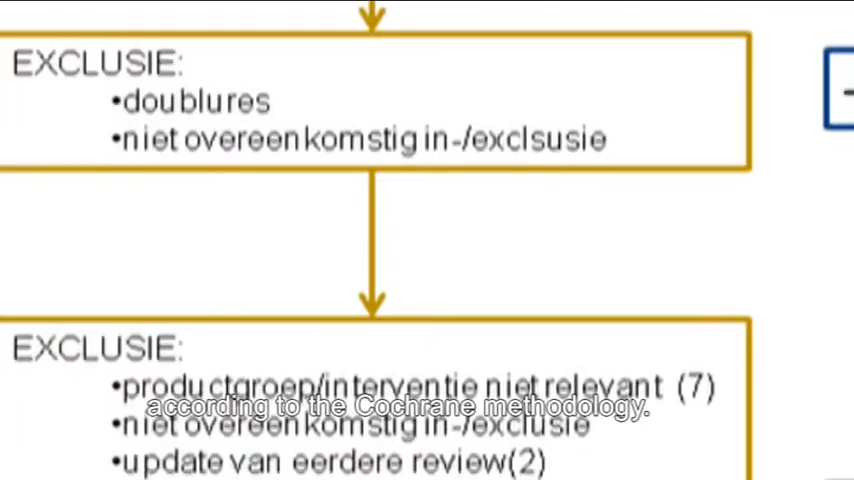 EXCLUSIE:
•doublures
•niet overeenkomstig in-/exclsusie
EXCLUSIE:
•productgroep/interventie niet relevant (7)
according to the Cochrane methodology.
•niet overeenkomstig in-/exclusie
•update van eerdere review(2)